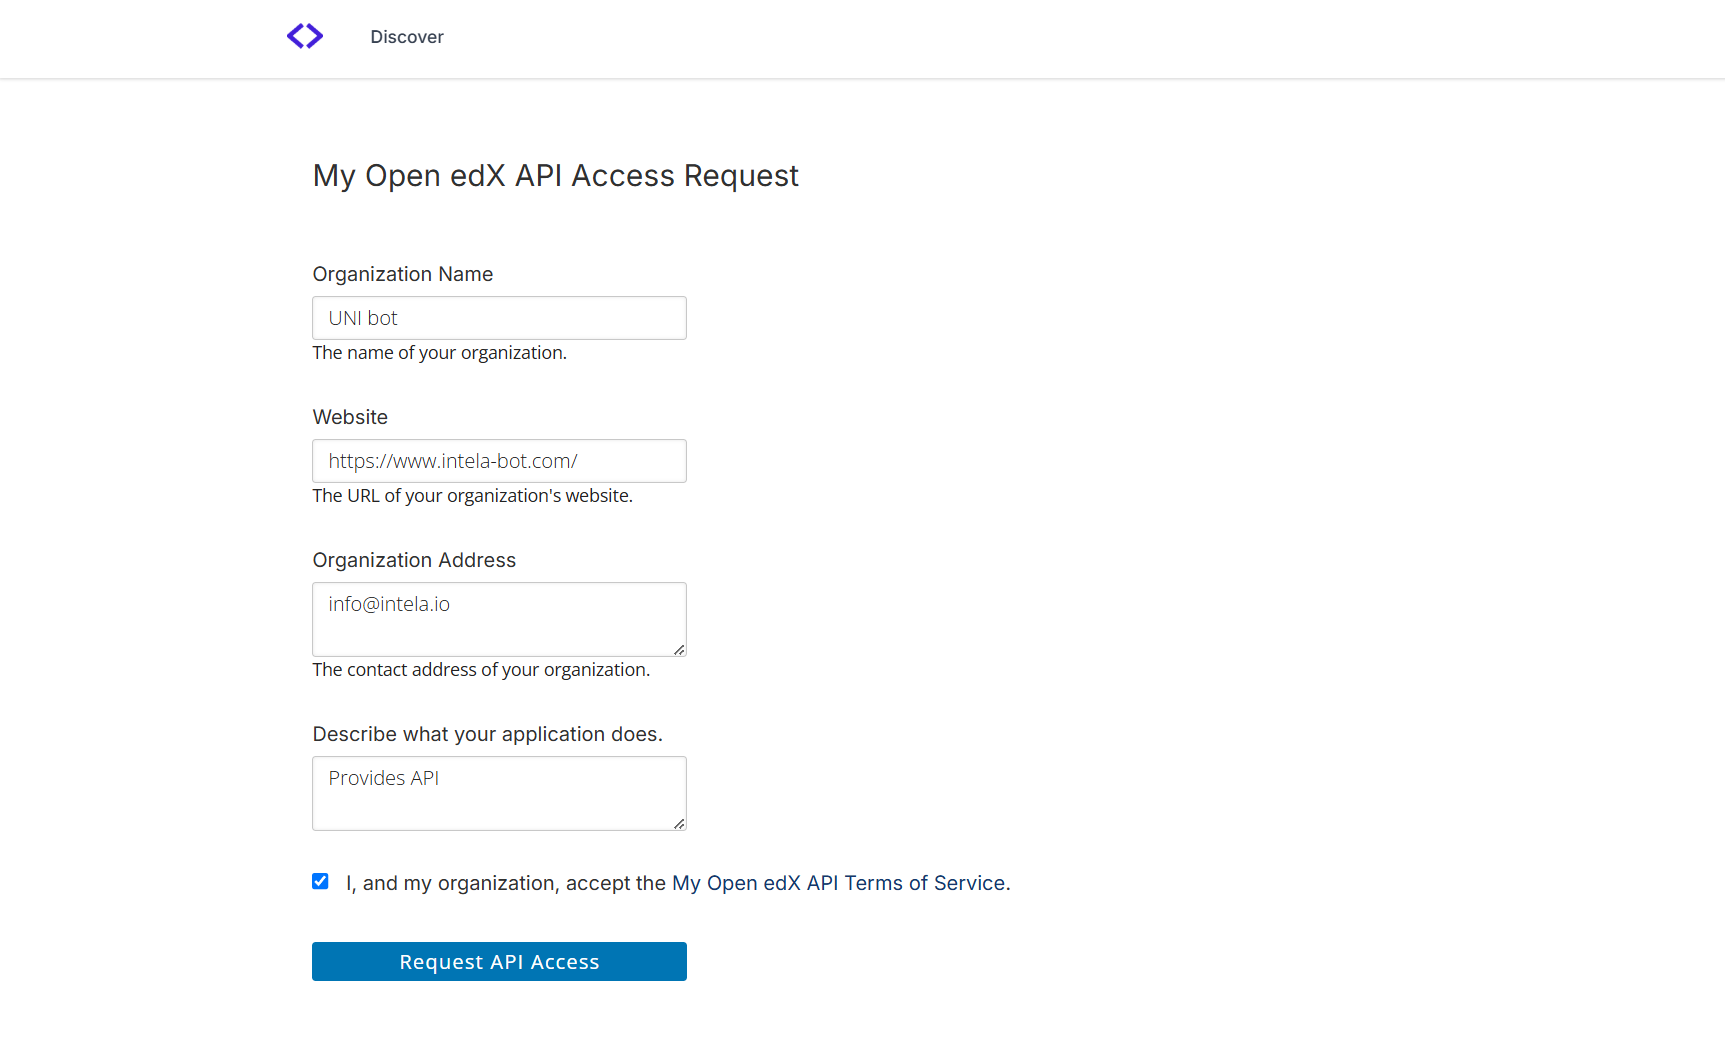 Discover
My Open edX API Access Request
Organization Name
UNI bot
The name of your organization.
Website
https://www.intela-bot.com/
The URL of your organization's website.
Organization Address
info@intela.io
The contact address of your organization.
Describe what your application does.
Provides API
I, and my organization, accept the My Open edX API Terms of Service.
Request API Access